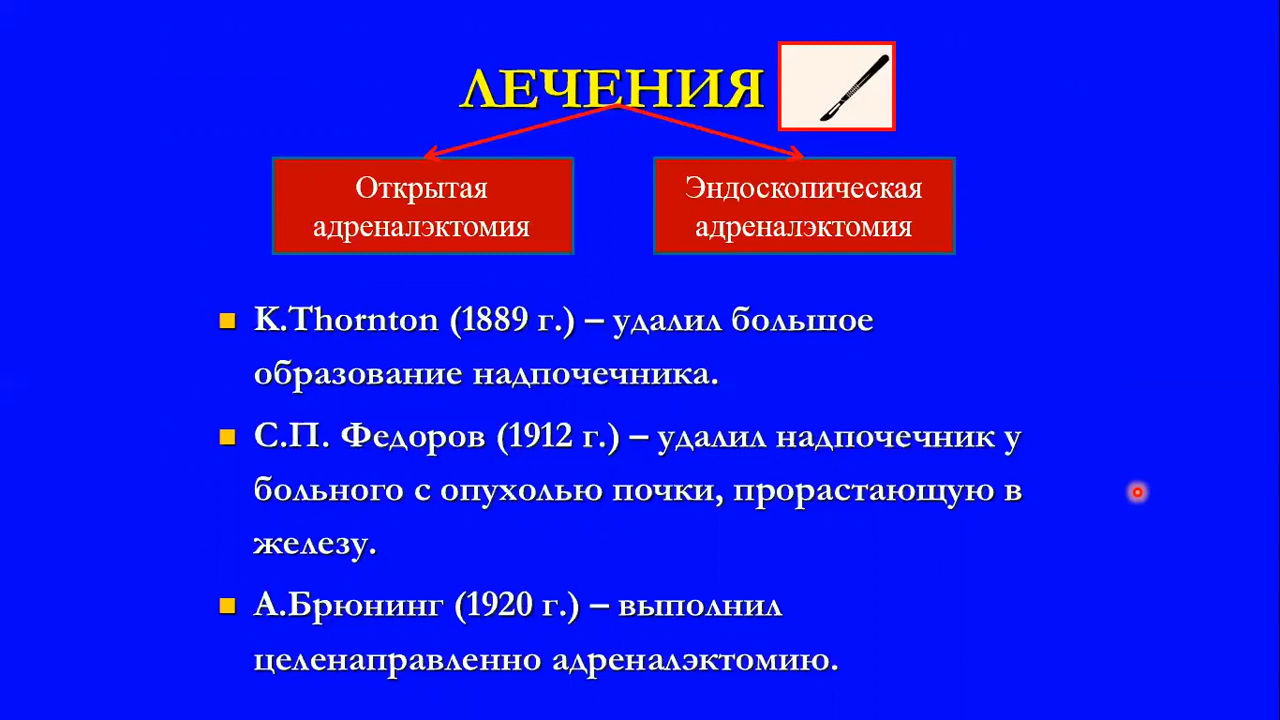 ЛЕЧЕНИЯ
Открытая
адреналэктомия
Эндоскопическая
адреналэктомия
K.Thornton (1889 г.) – удалил большое
образование надпочечника.
С.П. Федоров (1912 г.) – удалил надпочечник у
больного с опухолью почки, прорастающую в
железу.
А.Брюнинг (1920 г.) – выполнил
целенаправленно адреналэктомию.